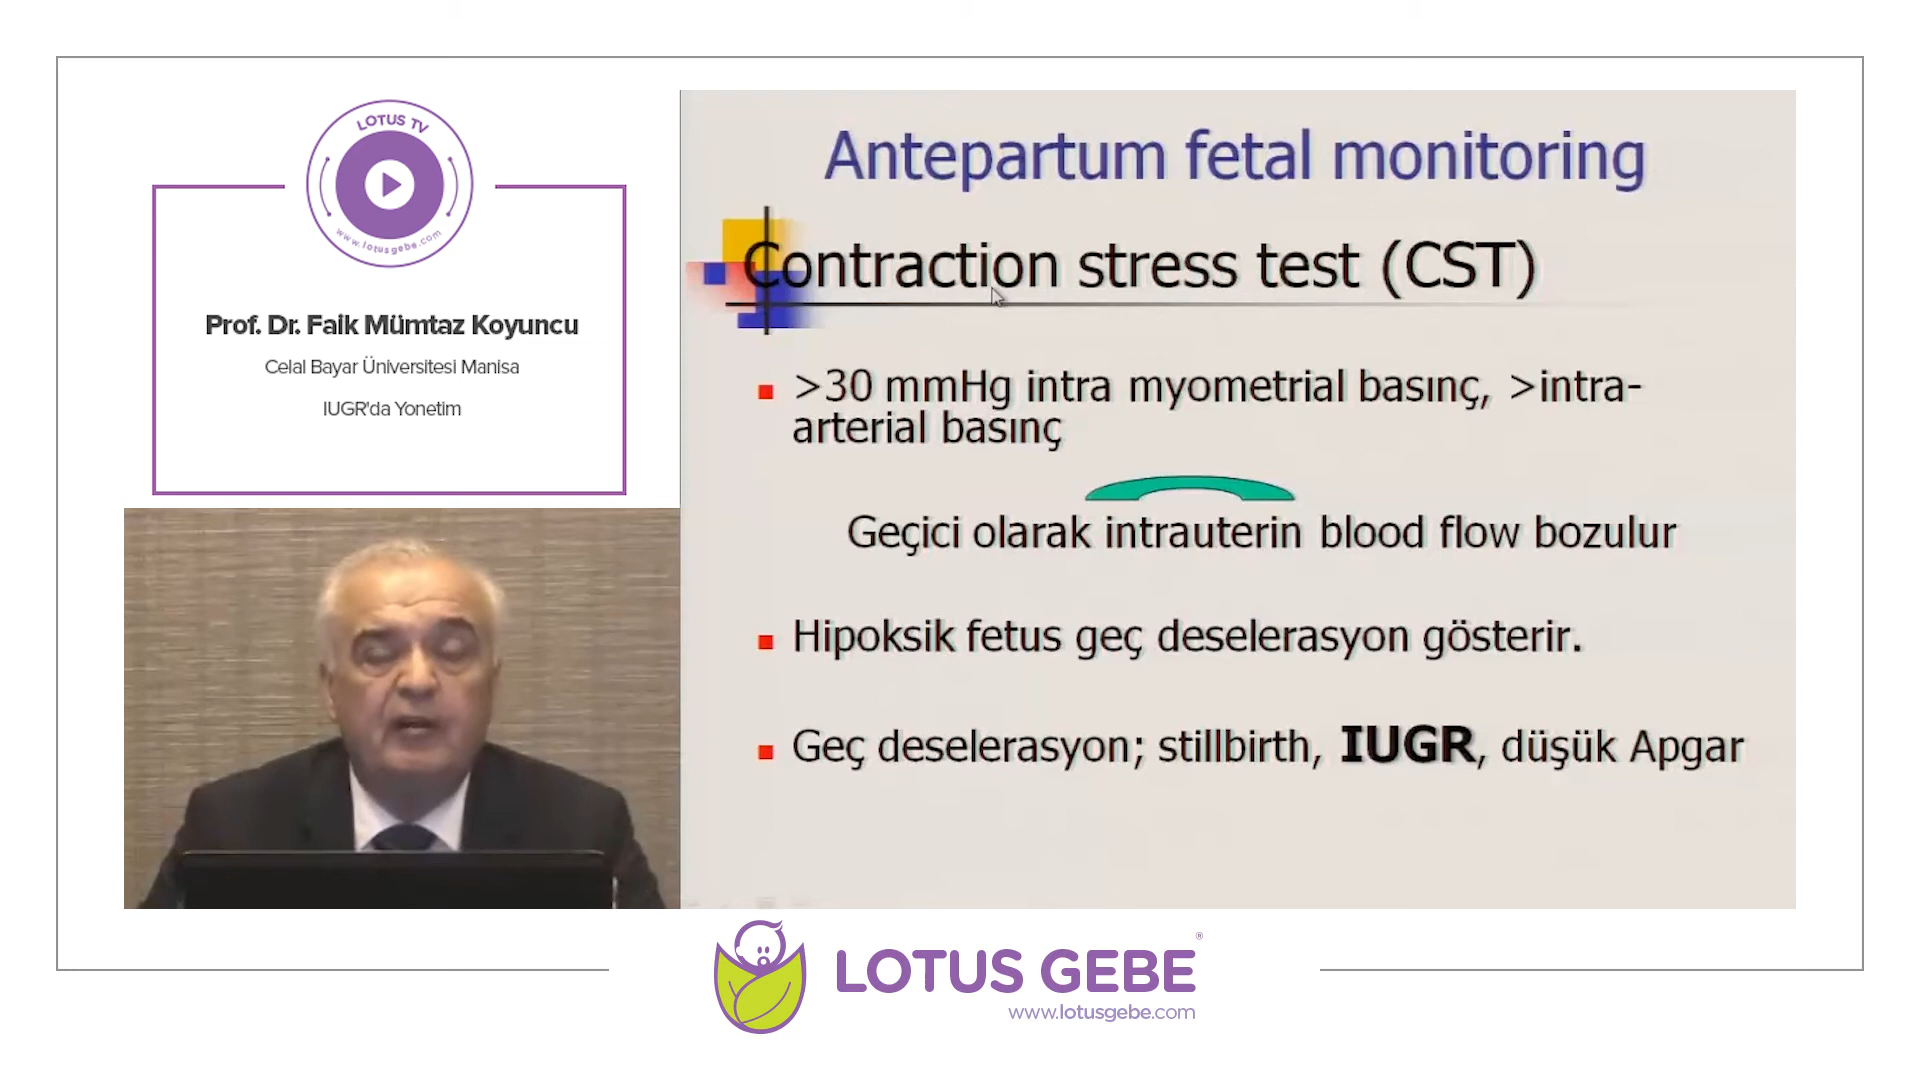 LOTUS TV
www.lotusgebe.com
Prof. Dr. Faik Mümtaz Koyuncu
Celal Bayar Üniversitesi Manisa
IUGR'da Yonetim
Antepartum fetal monitoring
Contraction stress test (CST)
>30 mmHg intra myometrial basınç, >intra-
arterial basınç
Geçici olarak intrauterin blood flow bozulur
Hipoksik fetus geç deselerasyon gösterir.
Geç deselerasyon; stillbirth, IUGR, düşük Apgar
LOTUS GEBE®
www.lotusgebe.com